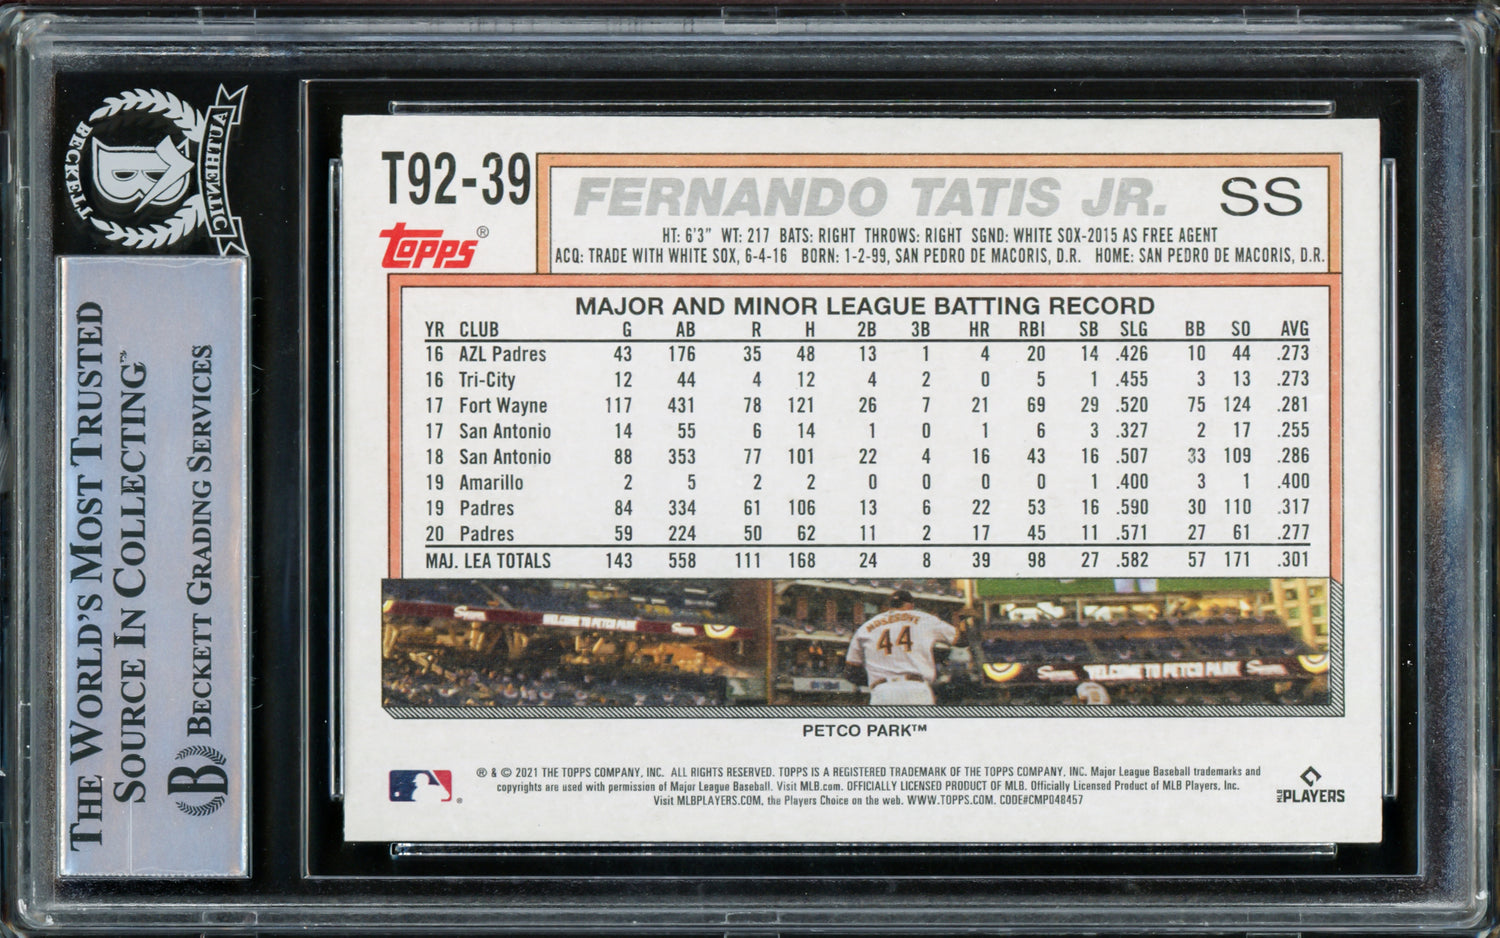 BECKETT
AUTHENTIC
B
THE WORLD'S MOST TRUSTED
SOURCE IN COLLECTING™
B BECKETT GRADING SERVICES
T92-39
topps®
FERNANDO TATIS JR. SS
HT: 6'3" WT: 217 BATS: RIGHT THROWS: RIGHT SGND: WHITE SOX-2015 AS FREE AGENT
ACQ: TRADE WITH WHITE SOX, 6-4-16 BORN: 1-2-99, SAN PEDRO DE MACORIS, D.R. HOME: SAN PEDRO DE MACORIS, D.R.
MAJOR AND MINOR LEAGUE BATTING RECORD
YR CLUB G AB R H 2B 3B HR RBI SB SLG BB SO AVG
16 AZL Padres 43 176 35 48 13 1 4 20 14 .426 10 44 .273
16 Tri-City 12 44 4 12 4 2 0 5 1 .455 3 13 .273
17 Fort Wayne 117 431 78 121 26 7 21 69 29 .520 75 124 .281
17 San Antonio 14 55 6 14 1 0 1 6 3 .327 2 17 .255
18 San Antonio 88 353 77 101 22 4 16 43 16 .507 33 109 .286
19 Amarillo 2 5 2 2 0 0 0 0 1 .400 3 1 .400
19 Padres 84 334 61 106 13 6 22 53 16 .590 30 110 .317
20 Padres 59 224 50 62 11 2 17 45 11 .571 27 61 .277
MAJ. LEA TOTALS 143 558 111 168 24 8 39 98 27 .582 57 171 .301
WELCOME TO PETCO PARK
MUSGROVE
44
WELCOME TO PETCO PARK
PETCO PARK™
® & © 2021 THE TOPPS COMPANY, INC. ALL RIGHTS RESERVED. TOPPS IS A REGISTERED TRADEMARK OF THE TOPPS COMPANY, INC. Major League Baseball trademarks and
copyrights are used with permission of Major League Baseball. Visit MLB.com. OFFICIALLY LICENSED PRODUCT OF MLB. Officially Licensed Product of MLB Players, Inc.
Visit MLBPLAYERS.COM, the Players Choice on the web. WWW.TOPPS.COM. CODE#CMP048457
MLB PLAYERS